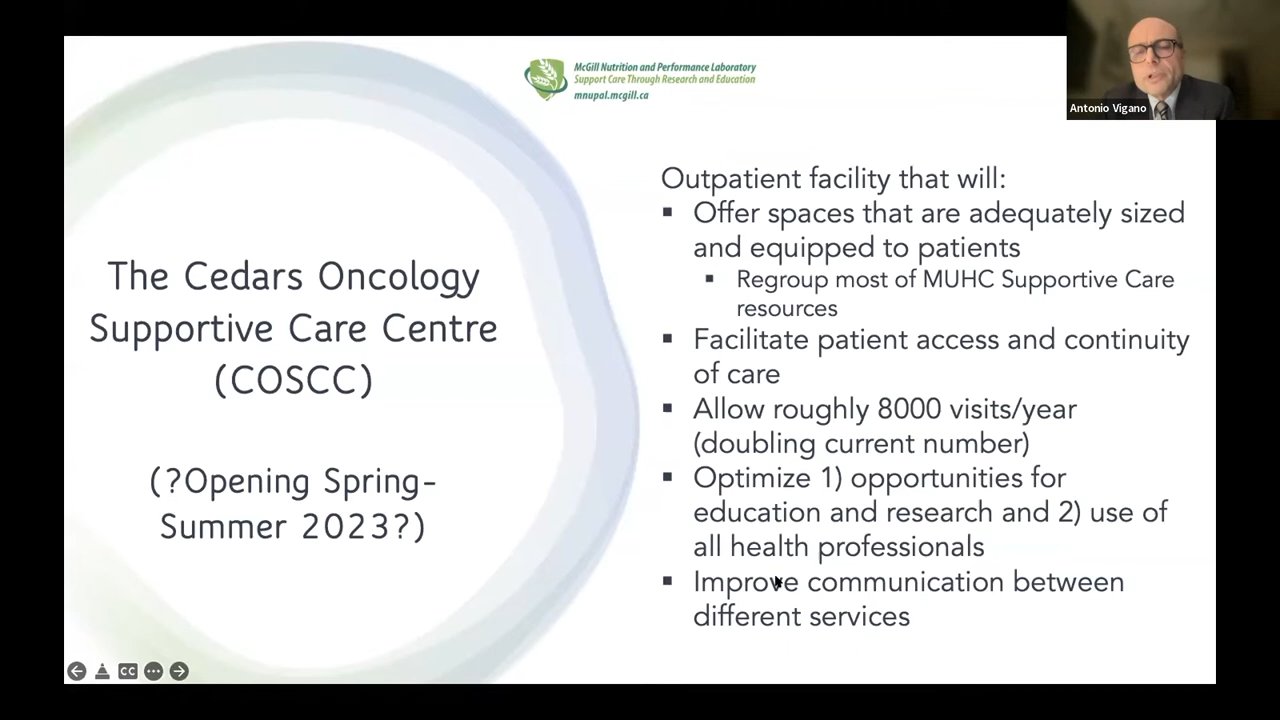 McGill Nutrition and Performance Laboratory
Support Care Through Research and Education
mnupal.mcgill.ca
Antonio Vigano
The Cedars Oncology
Supportive Care Centre
(COSCC)
(?Opening Spring-
Summer 2023?)
Outpatient facility that will:
▪ Offer spaces that are adequately sized
and equipped to patients
▪ Regroup most of MUHC Supportive Care
resources
▪ Facilitate patient access and continuity
of care
▪ Allow roughly 8000 visits/year
(doubling current number)
▪ Optimize 1) opportunities for
education and research and 2) use of
all health professionals
▪ Improve communication between
different services
CC